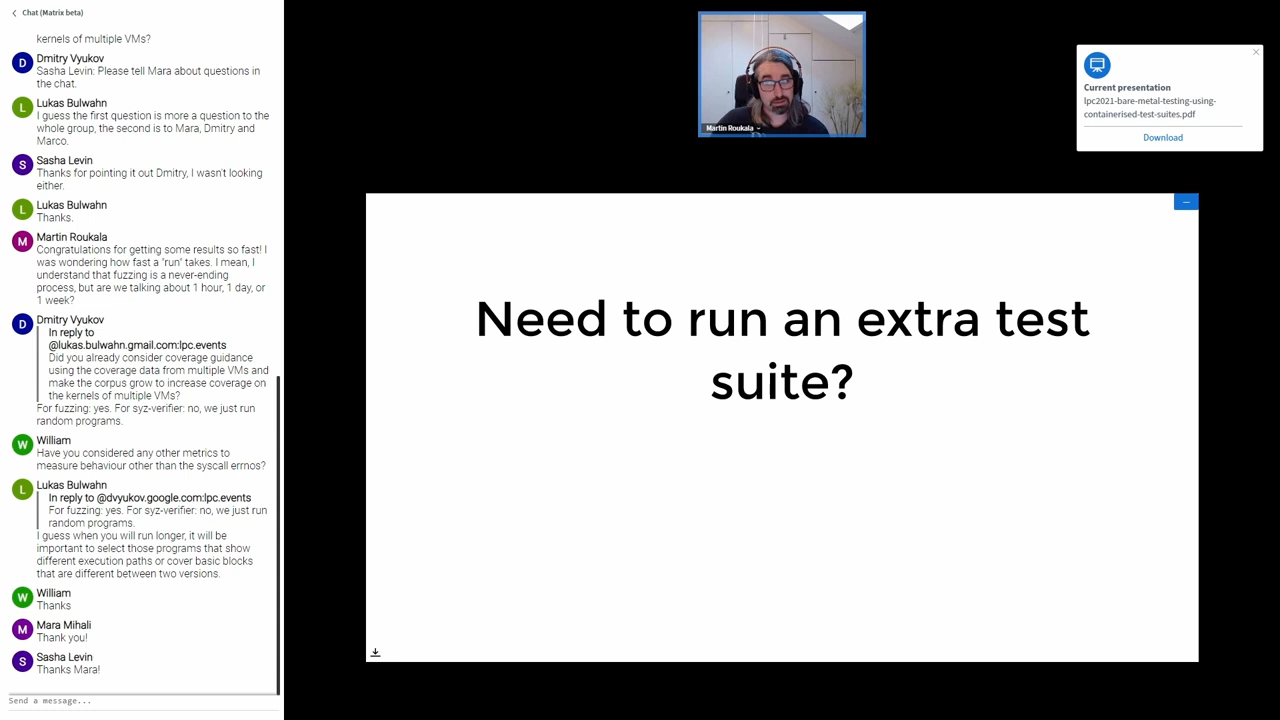 Chat (Matrix beta)
kernels of multiple VMs?
D
Dmitry Vyukov
Sasha Levin: Please tell Mara about questions in
the chat.
L
Lukas Bulwahn
I guess the first question is more a question to the
whole group, the second is to Mara, Dmitry and
Marco.
S
Sasha Levin
Thanks for pointing it out Dmitry, I wasn't looking
either.
L
Lukas Bulwahn
Thanks.
M
Martin Roukala
Congratulations for getting some results so fast! I
was wondering how fast a "run" takes. I mean, I
understand that fuzzing is a never-ending
process, but are we talking about 1 hour, 1 day, or
1 week?
D
Dmitry Vyukov
In reply to
@lukas.bulwahn.gmail.com:lpc.events
Did you already consider coverage guidance
using the coverage data from multiple VMs and
make the corpus grow to increase coverage on
the kernels of multiple VMs?
For fuzzing: yes. For syz-verifier: no, we just run
random programs.
W
William
Have you considered any other metrics to
measure behaviour other than the syscall errnos?
L
Lukas Bulwahn
In reply to @dvyukov.google.com:lpc.events
For fuzzing: yes. For syz-verifier: no, we just run
random programs.
I guess when you will run longer, it will be
important to select those programs that show
different execution paths or cover basic blocks
that are different between two versions.
W
William
Thanks
M
Mara Mihali
Thank you!
S
Sasha Levin
Thanks Mara!
Send a message...
Martin Roukala
Current presentation
lpc2021-bare-metal-testing-using-
containerised-test-suites.pdf
Download
Need to run an extra test
suite?